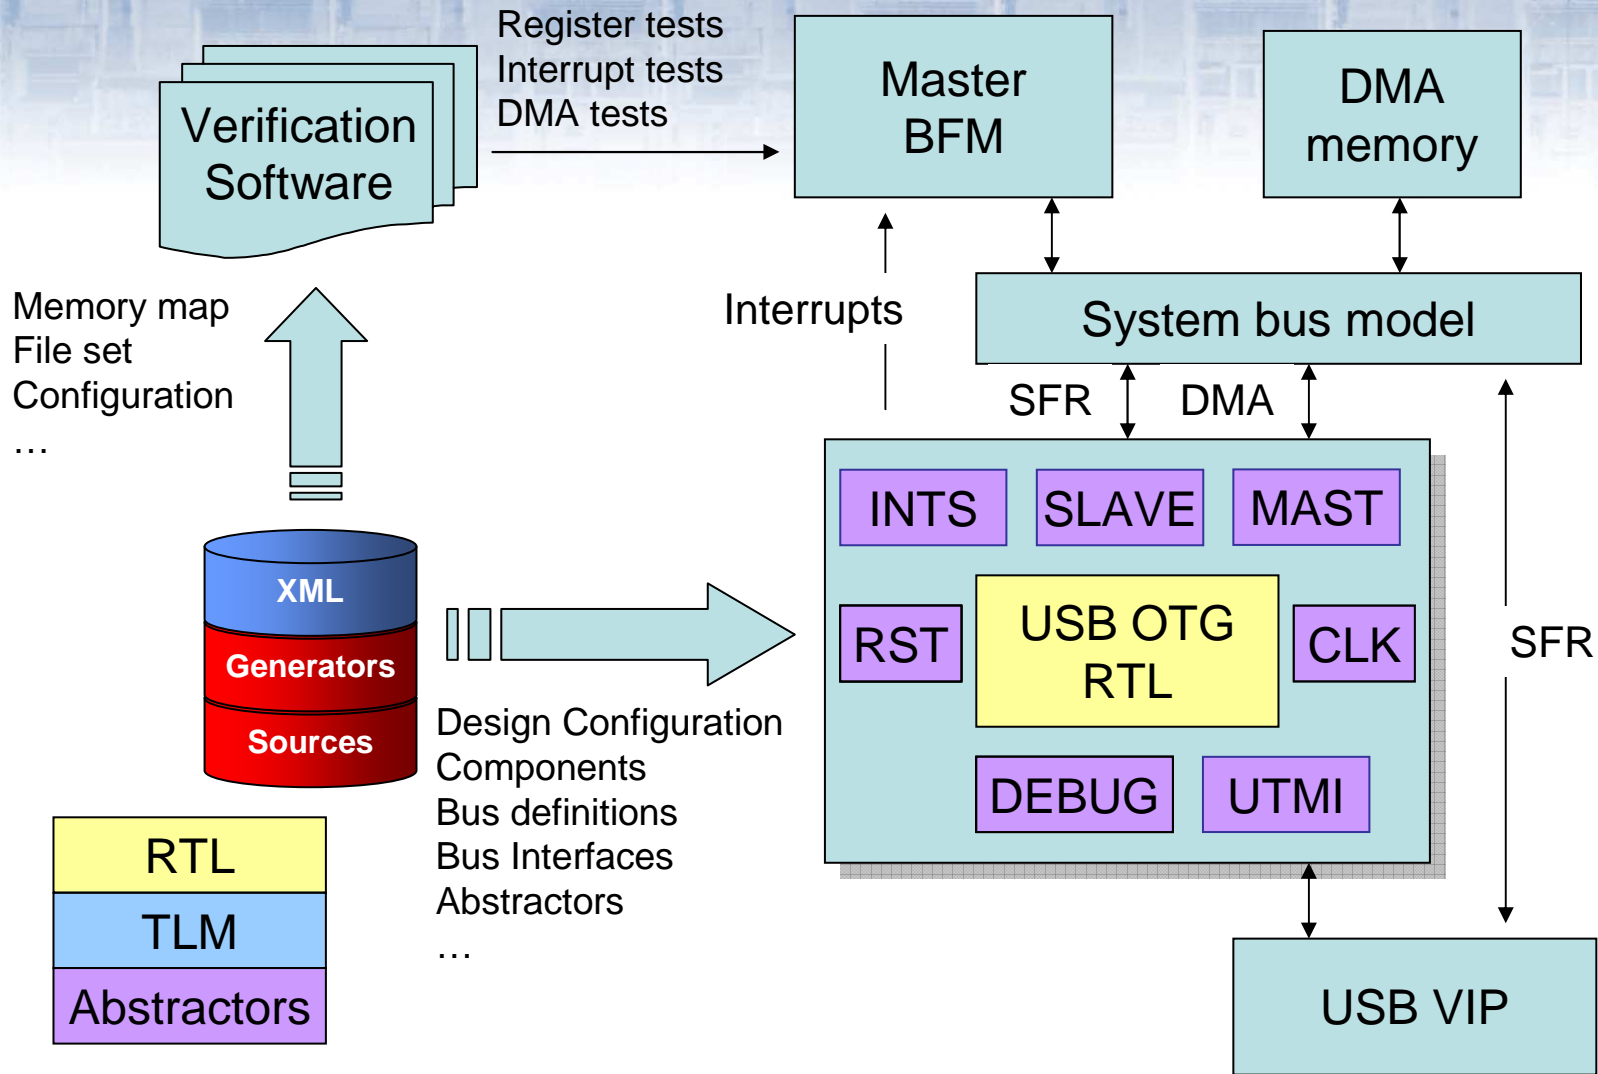 Register tests
Interrupt tests
DMA tests
Verification
Software
Master
BFM
DMA
memory
Memory map
File set
Configuration
…
Interrupts
System bus model
SFR
DMA
INTS
SLAVE
MAST
XML
Generators
Sources
RST
USB OTG
RTL
CLK
SFR
Design Configuration
Components
Bus definitions
Bus Interfaces
Abstractors
…
DEBUG
UTMI
RTL
TLM
Abstractors
USB VIP